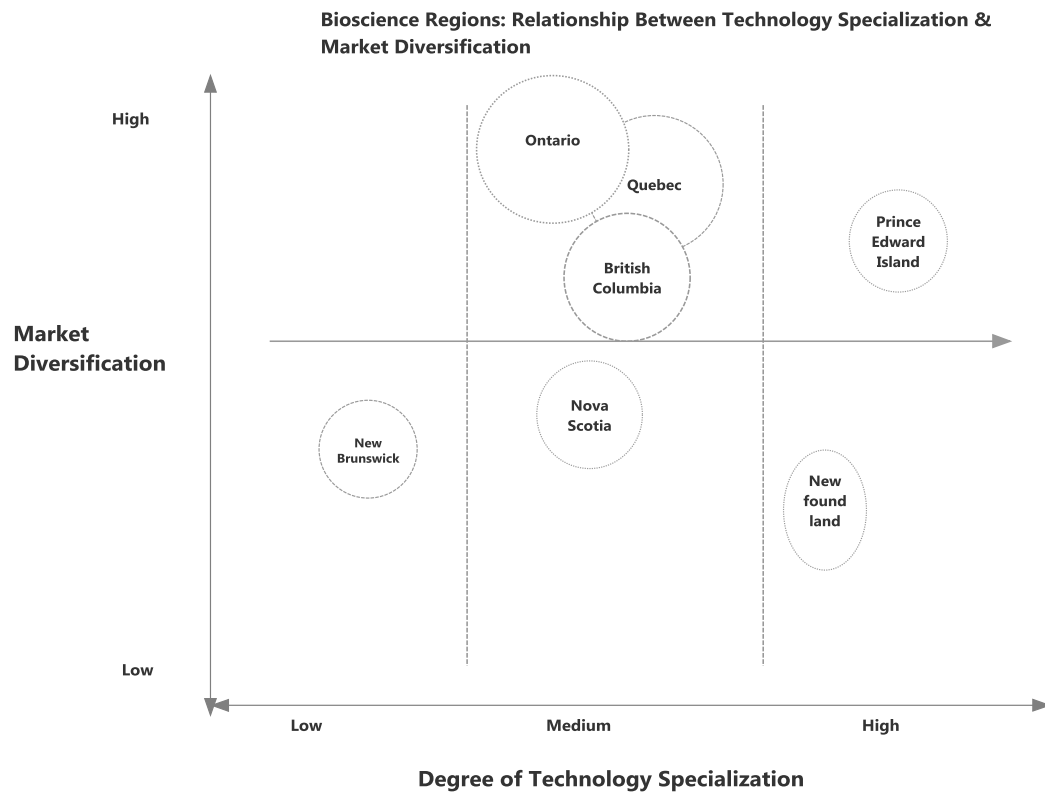 Bioscience Regions: Relationship Between Technology Specialization &
Market Diversification
High
Ontario
Quebec
Prince
Edward
Island
British
Columbia
Market
Diversification
Nova
Scotia
New
Brunswick
New
found
land
Low
Low
Medium
High
Degree of Technology Specialization